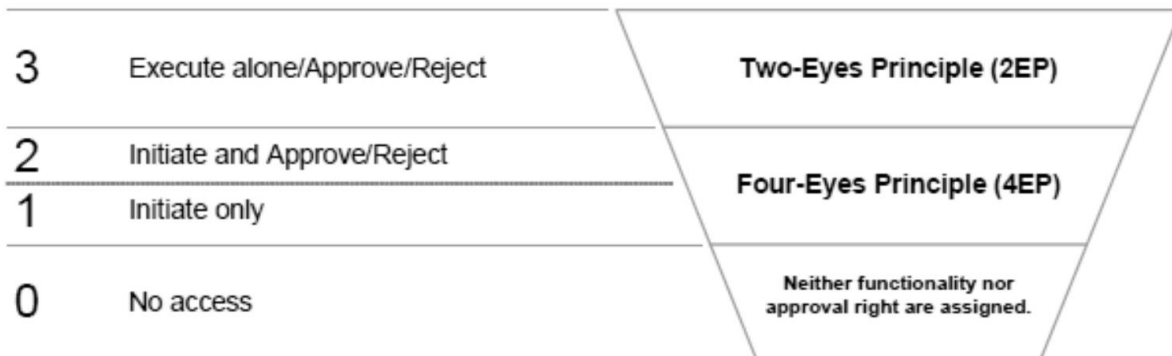 3 Execute alone/Approve/Reject Two-Eyes Principle (2EP)
2 Initiate and Approve/Reject
Four-Eyes Principle (4EP)
1 Initiate only
0 No access
Neither functionality nor
approval right are assigned.